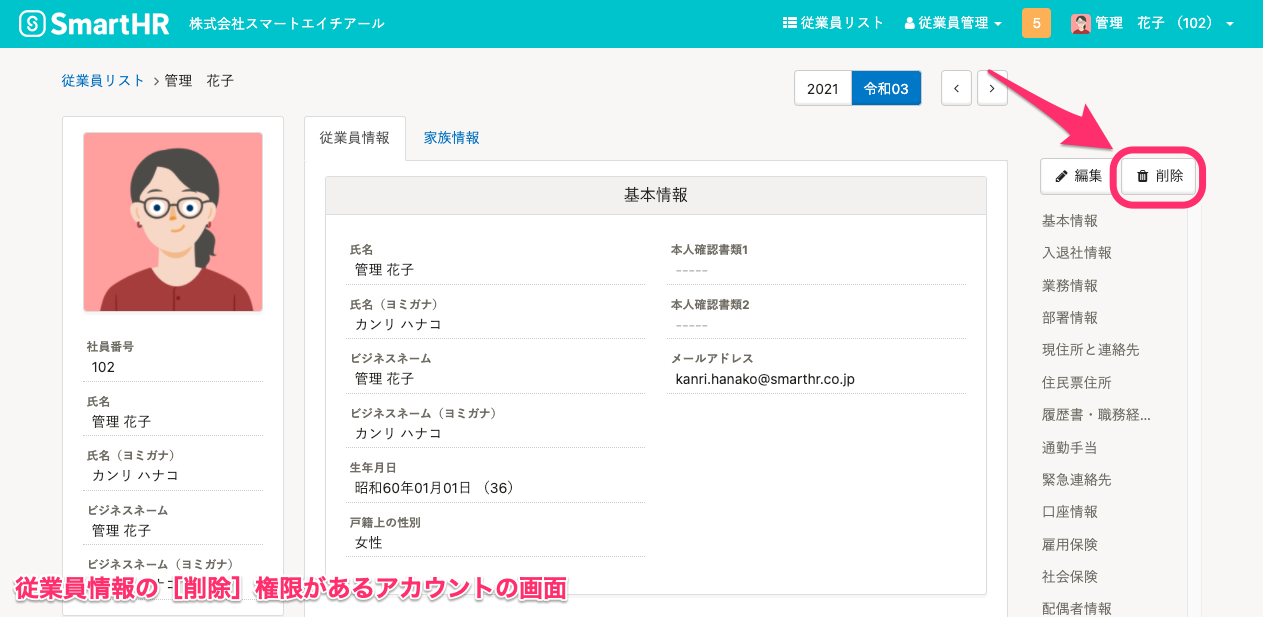 SmartHR 株式会社スマートエイチアール 従業員リスト 従業員管理 5 管理 花子 (102)
従業員リスト > 管理 花子
2021 令和03 < >
従業員情報 家族情報
編集 削除
基本情報
氏名
管理 花子
氏名（ヨミガナ）
カンリ ハナコ
ビジネスネーム
管理 花子
ビジネスネーム（ヨミガナ）
カンリ ハナコ
生年月日
昭和60年01月01日 （36）
戸籍上の性別
女性
本人確認書類1
-----
本人確認書類2
-----
メールアドレス
kanri.hanako@smarthr.co.jp
社員番号
102
氏名
管理 花子
氏名（ヨミガナ）
カンリ ハナコ
ビジネスネーム
管理 花子
ビジネスネーム（ヨミガナ）
基本情報
入退社情報
業務情報
部署情報
現住所と連絡先
住民票住所
履歴書・職務経...
通勤手当
緊急連絡先
口座情報
雇用保険
社会保険
配偶者情報
従業員情報の［削除］権限があるアカウントの画面